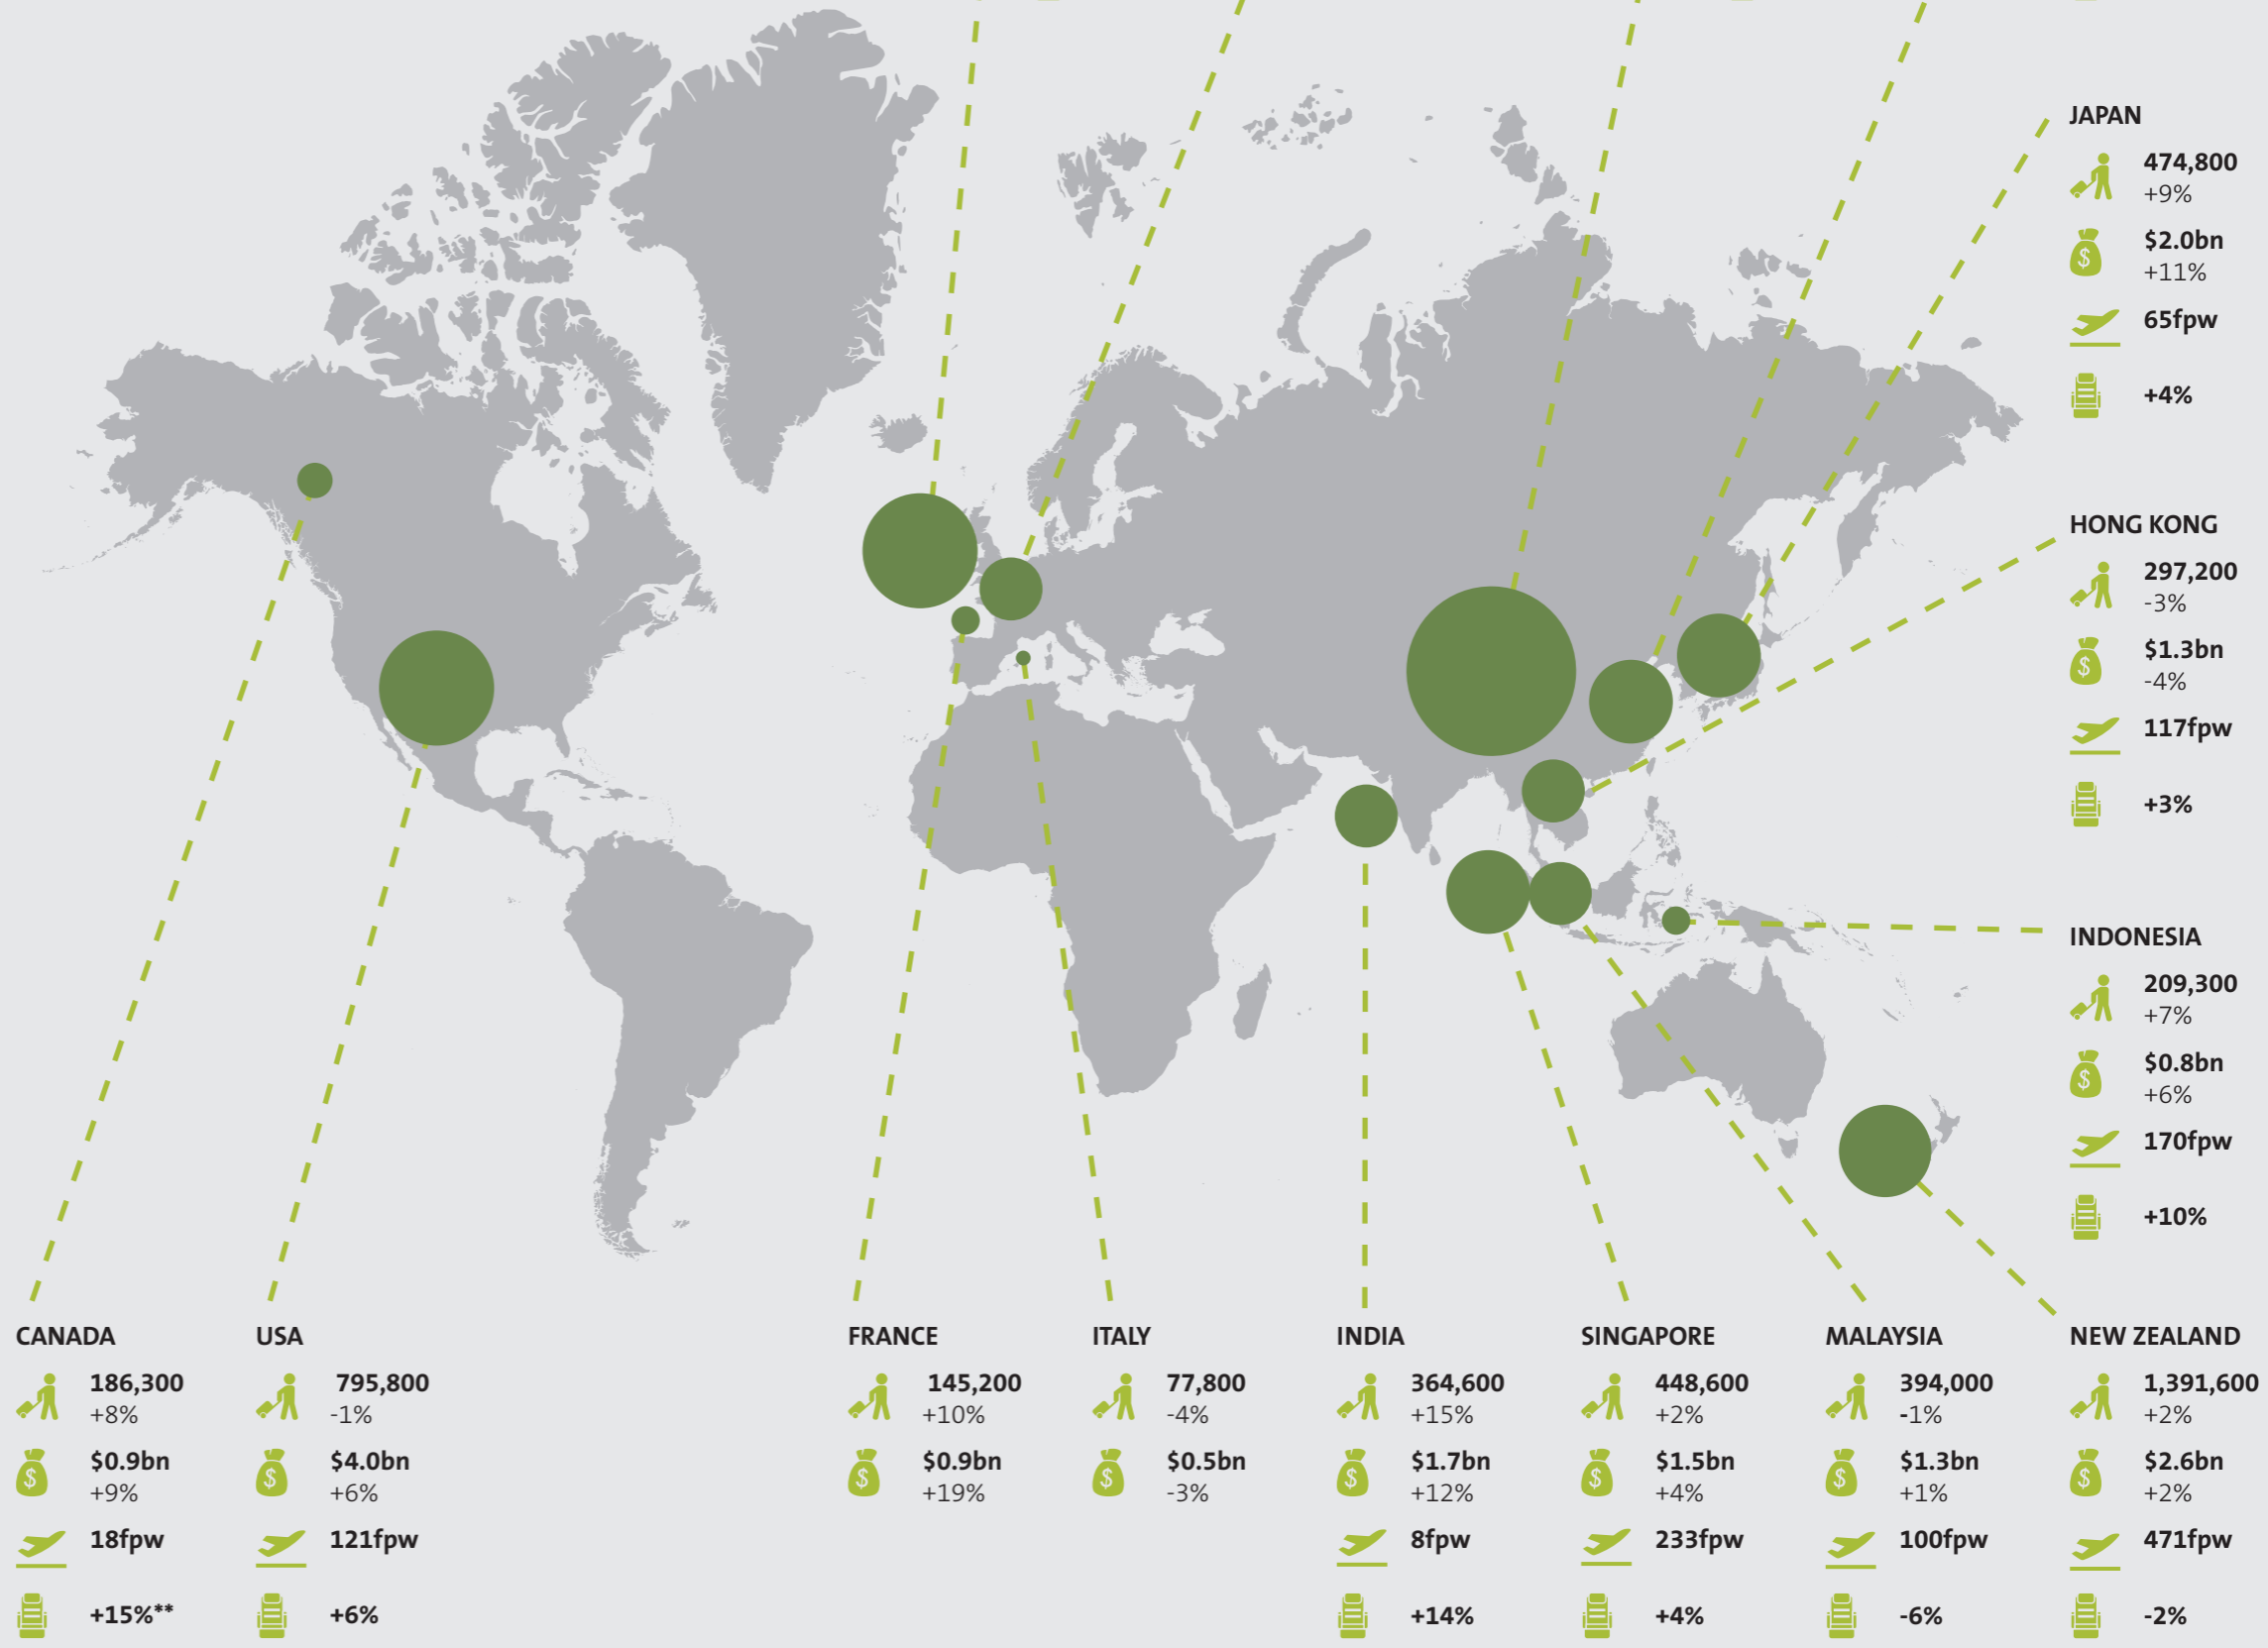 JAPAN
474,800
+9%
$2.0bn
+11%
65fpw
+4%
HONG KONG
297,200
-3%
$1.3bn
-4%
117fpw
+3%
INDONESIA
209,300
+7%
$0.8bn
+6%
170fpw
+10%
CANADA
186,300
+8%
$0.9bn
+9%
18fpw
+15%**
USA
795,800
-1%
$4.0bn
+6%
121fpw
+6%
FRANCE
145,200
+10%
$0.9bn
+19%
ITALY
77,800
-4%
$0.5bn
-3%
INDIA
364,600
+15%
$1.7bn
+12%
8fpw
+14%
SINGAPORE
448,600
+2%
$1.5bn
+4%
233fpw
+4%
MALAYSIA
394,000
-1%
$1.3bn
+1%
100fpw
-6%
NEW ZEALAND
1,391,600
+2%
$2.6bn
+2%
471fpw
-2%